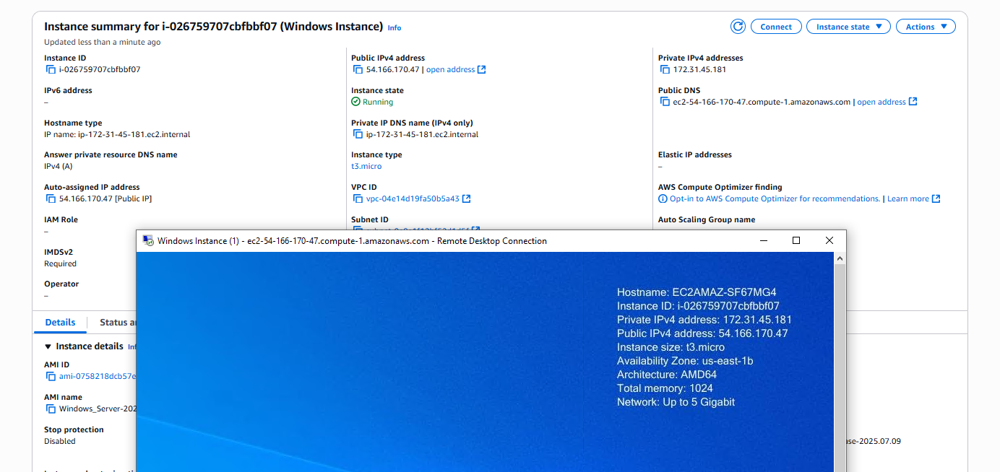 Instance summary for i-026759707cbfbbf07 (Windows Instance) Info
Connect
Instance state
Actions
Updated less than a minute ago
Instance ID
i-026759707cbfbbf07
Public IPv4 address
54.166.170.47 | open address
Private IPv4 addresses
172.31.45.181
IPv6 address
–
Instance state
Running
Public DNS
ec2-54-166-170-47.compute-1.amazonaws.com | open address
Hostname type
IP name: ip-172-31-45-181.ec2.internal
Private IP DNS name (IPv4 only)
ip-172-31-45-181.ec2.internal
Answer private resource DNS name
IPv4 (A)
Instance type
t3.micro
Elastic IP addresses
–
Auto-assigned IP address
54.166.170.47 [Public IP]
VPC ID
vpc-04e14d19fa50b5a43
AWS Compute Optimizer finding
Opt-in to AWS Compute Optimizer for recommendations. | Learn more
IAM Role
–
Subnet ID
Auto Scaling Group name
IMDSv2
Required
Operator
–
Windows Instance (1) - ec2-54-166-170-47.compute-1.amazonaws.com - Remote Desktop Connection
Hostname: EC2AMAZ-SF67MG4
Instance ID: i-026759707cbfbbf07
Private IPv4 address: 172.31.45.181
Public IPv4 address: 54.166.170.47
Instance size: t3.micro
Availability Zone: us-east-1b
Architecture: AMD64
Total memory: 1024
Network: Up to 5 Gigabit
Details
Status
Instance details
AMI ID
ami-0758218dcb57e
AMI name
Windows_Server-202
Stop protection
Disabled
se-2025.07.09